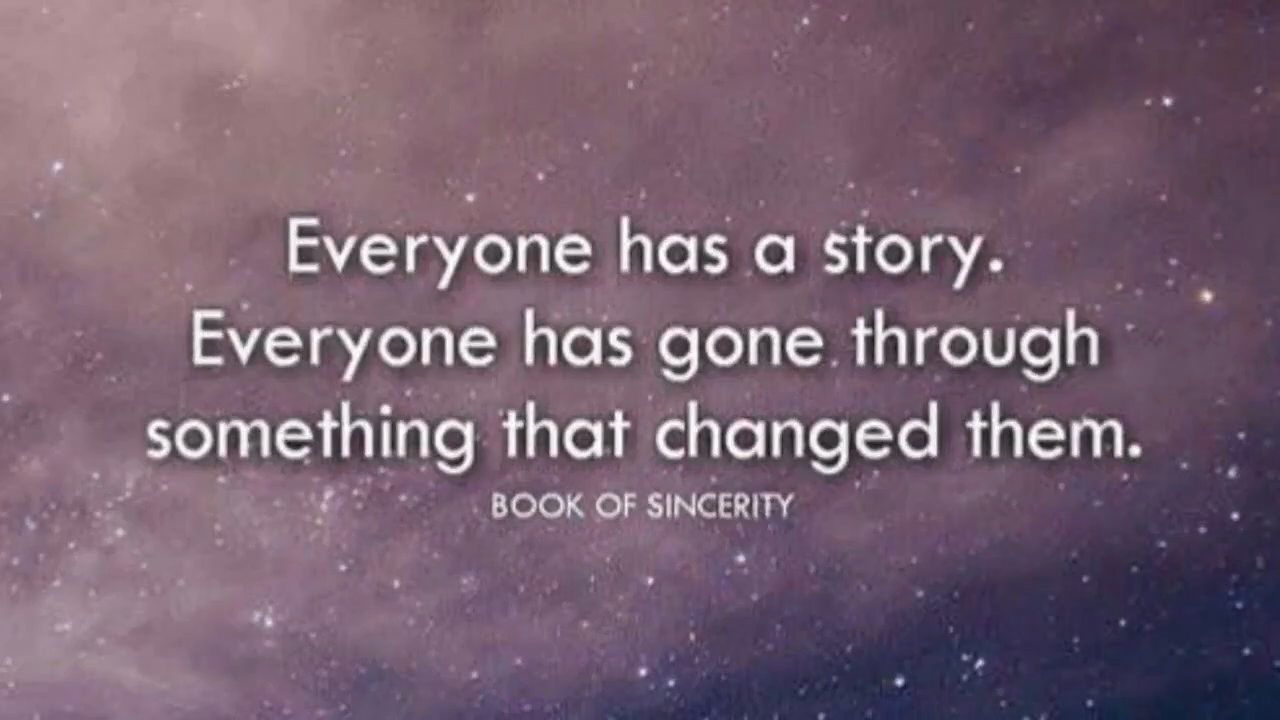 Everyone has a story.
Everyone has gone through
something that changed them.
BOOK OF SINCERITY